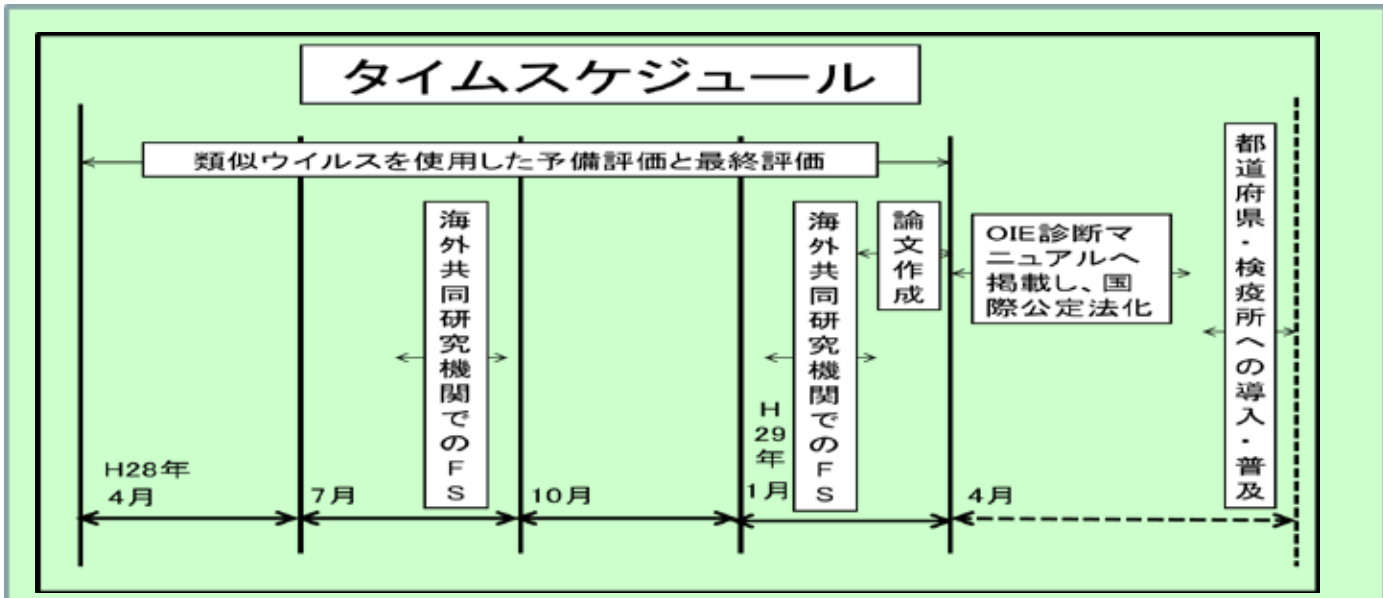 タイムスケジュール
類似ウイルスを使用した予備評価と最終評価
海外共同研究機関でのFS
海外共同研究機関でのFS
論文作成
OIE診断マ
ニュアルへ
掲載し、国
際公定法化
都道府県・検疫所への導入・普及
H28年
4月
7月
10月
H
29
年
1月
4月